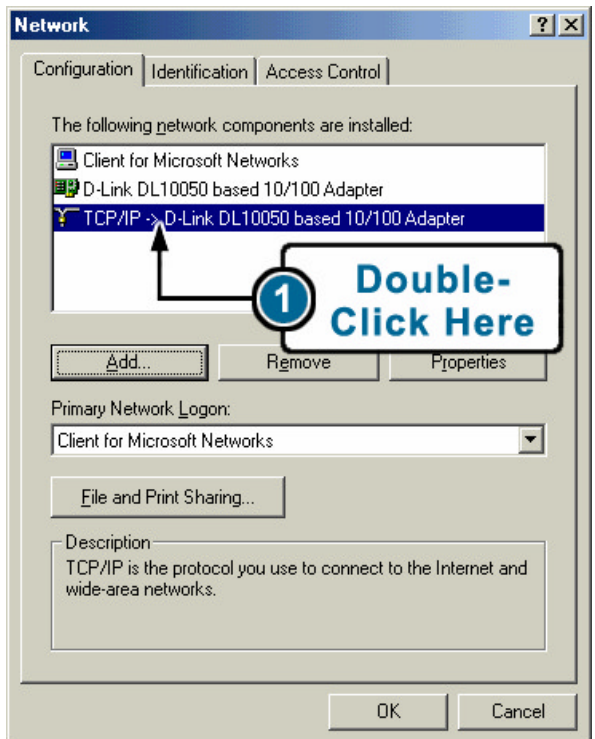 Network
Configuration Identification Access Control
The following network components are installed:
Client for Microsoft Networks
D-Link DL10050 based 10/100 Adapter
TCP/IP -> D-Link DL10050 based 10/100 Adapter
1
Double-
Click Here
Add... Remove Properties
Primary Network Logon:
Client for Microsoft Networks
File and Print Sharing...
Description
TCP/IP is the protocol you use to connect to the Internet and
wide-area networks.
OK Cancel